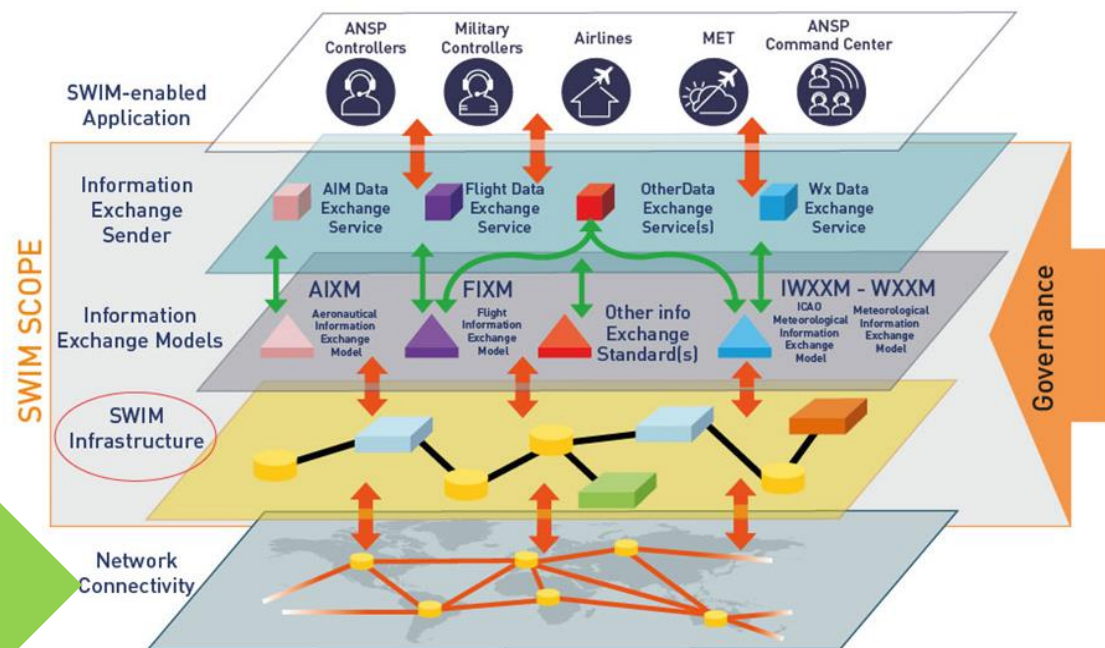 ANSP
Controllers
Military
Controllers
Airlines
MET
ANSP
Command Center
SWIM-enabled
Application
SWIM SCOPE
Information
Exchange
Sender
AIM Data
Exchange
Service
Flight Data
Exchange
Service
OtherData
Exchange
Service(s)
Wx Data
Exchange
Service
Information
Exchange Models
AIXM
Aeronautical
Information
Exchange
Model
FIXM
Flight
Information
Exchange
Model
Other info
Exchange
Standard(s)
IWXXM - WXXM
ICAO
Meteorological
Information
Exchange
Model
Meteorological
Information
Exchange
Model
SWIM
Infrastructure
Network
Connectivity
Governance